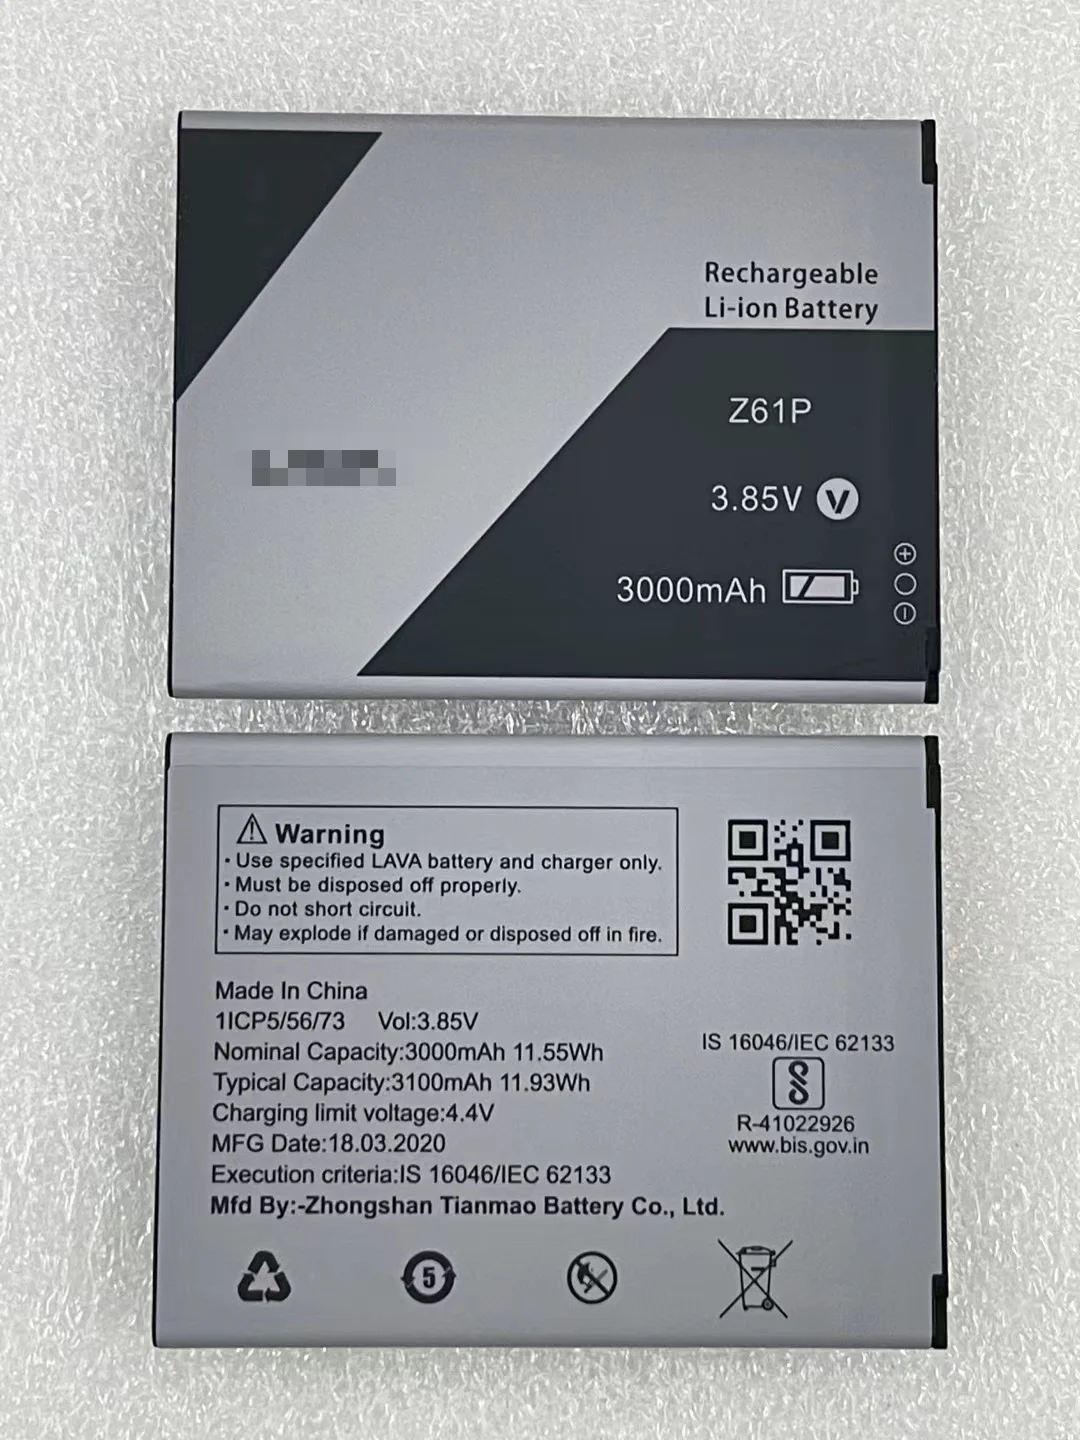 Rechargeable
Li-ion Battery
Z61P
3.85V V
3000mAh
Warning
· Use specified LAVA battery and charger only.
· Must be disposed off properly.
· Do not short circuit.
· May explode if damaged or disposed off in fire.
Made In China
1ICP5/56/73 Vol:3.85V
Nominal Capacity:3000mAh 11.55Wh
Typical Capacity:3100mAh 11.93Wh
Charging limit voltage:4.4V
MFG Date:18.03.2020
Execution criteria:IS 16046/IEC 62133
Mfd By:-Zhongshan Tianmao Battery Co., Ltd.
IS 16046/IEC 62133
R-41022926
www.bis.gov.in
5